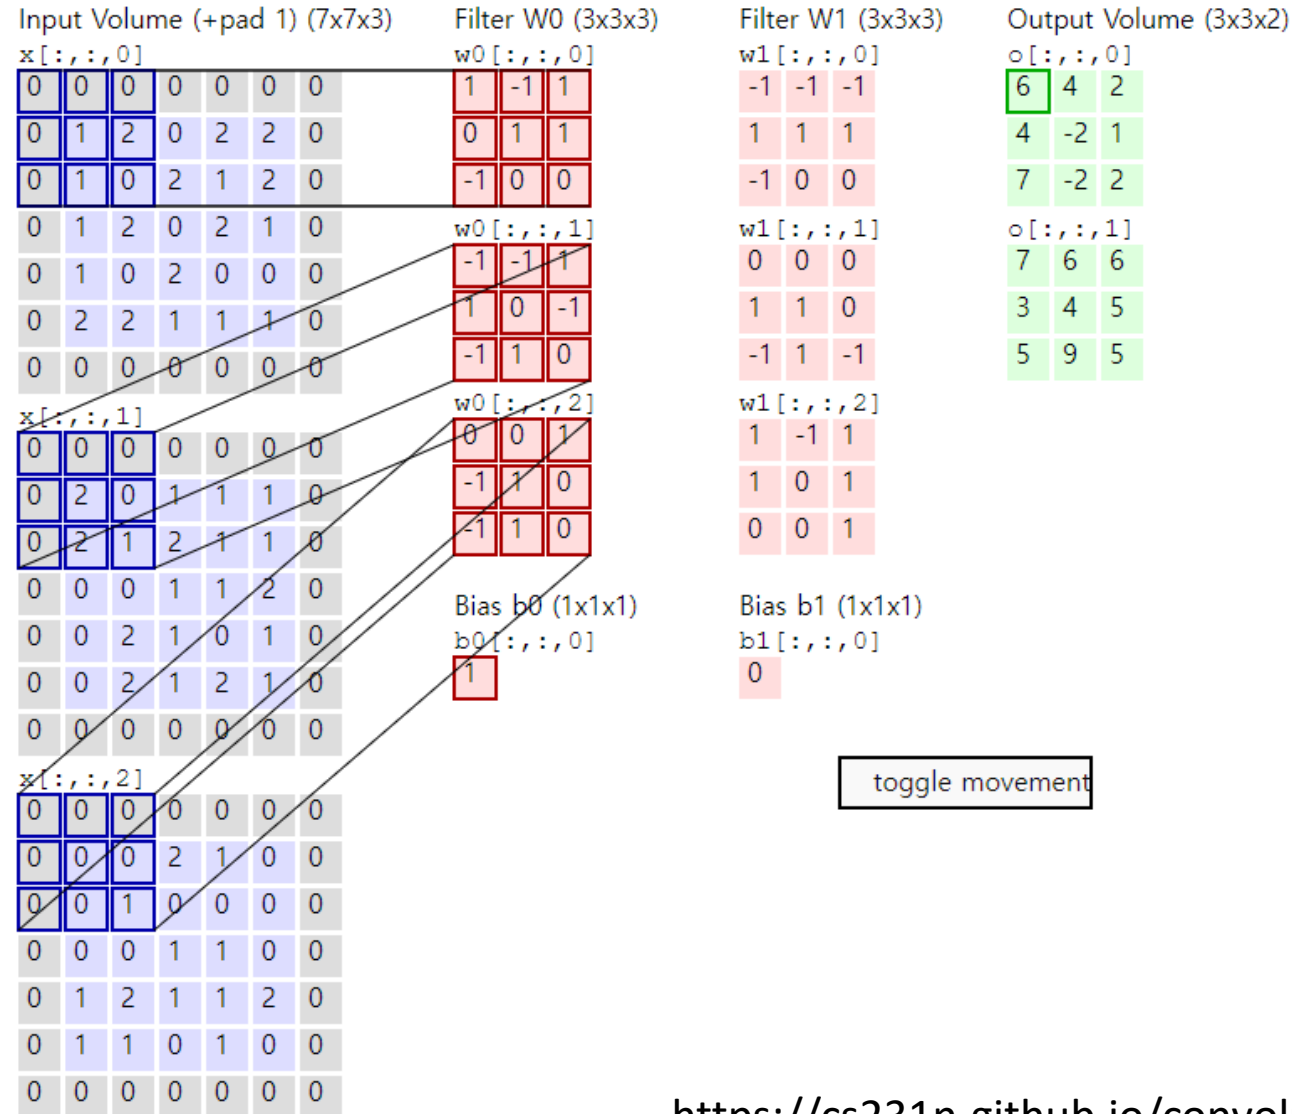 Input Volume (+pad 1) (7x7x3)
x[:,:,0]
0 0 0 0 0 0 0
0 1 2 0 2 2 0
0 1 0 2 1 2 0
0 1 2 0 2 1 0
0 1 0 2 0 0 0
0 2 2 1 1 1 0
0 0 0 0 0 0 0
x[:,:,1]
0 0 0 0 0 0 0
0 2 0 1 1 1 0
0 2 1 2 1 1 0
0 0 0 1 1 2 0
0 0 2 1 0 1 0
0 0 2 1 2 1 0
0 0 0 0 0 0 0
x[:,:,2]
0 0 0 0 0 0 0
0 0 0 2 1 0 0
0 0 1 0 0 0 0
0 0 0 1 1 0 0
0 1 2 1 1 2 0
0 1 1 0 1 0 0
0 0 0 0 0 0 0
Filter W0 (3x3x3)
w0[:,:,0]
1 -1 1
0 1 1
-1 0 0
w0[:,:,1]
-1 -1 1
1 0 -1
-1 1 0
w0[:,:,2]
0 0 1
-1 1 0
-1 1 0
Bias b0 (1x1x1)
b0[:,:,0]
1
Filter W1 (3x3x3)
w1[:,:,0]
-1 -1 -1
1 1 1
-1 0 0
w1[:,:,1]
0 0 0
1 1 0
-1 1 -1
w1[:,:,2]
1 -1 1
1 0 1
0 0 1
Bias b1 (1x1x1)
b1[:,:,0]
0
Output Volume (3x3x2)
o[:,:,0]
6 4 2
4 -2 1
7 -2 2
o[:,:,1]
7 6 6
3 4 5
5 9 5
toggle movement